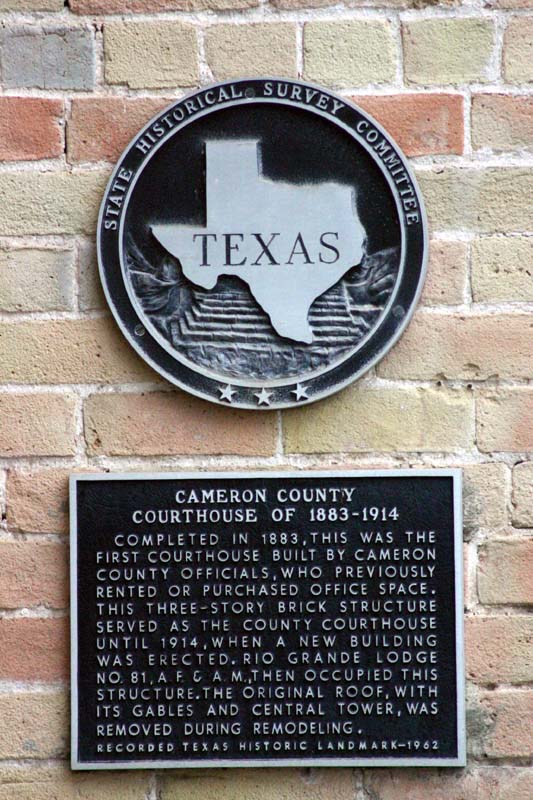 STATE HISTORICAL SURVEY COMMITTEE
TEXAS
CAMERON COUNTY
COURTHOUSE OF 1883-1914
COMPLETED IN 1883, THIS WAS THE
FIRST COURTHOUSE BUILT BY CAMERON
COUNTY OFFICIALS, WHO PREVIOUSLY
RENTED OR PURCHASED OFFICE SPACE.
THIS THREE-STORY BRICK STRUCTURE
SERVED AS THE COUNTY COURTHOUSE
UNTIL 1914, WHEN A NEW BUILDING
WAS ERECTED. RIO GRANDE LODGE
NO. 81, A.F. & A.M., THEN OCCUPIED THIS
STRUCTURE. THE ORIGINAL ROOF, WITH
ITS GABLES AND CENTRAL TOWER, WAS
REMOVED DURING REMODELING.
RECORDED TEXAS HISTORIC LANDMARK-1962